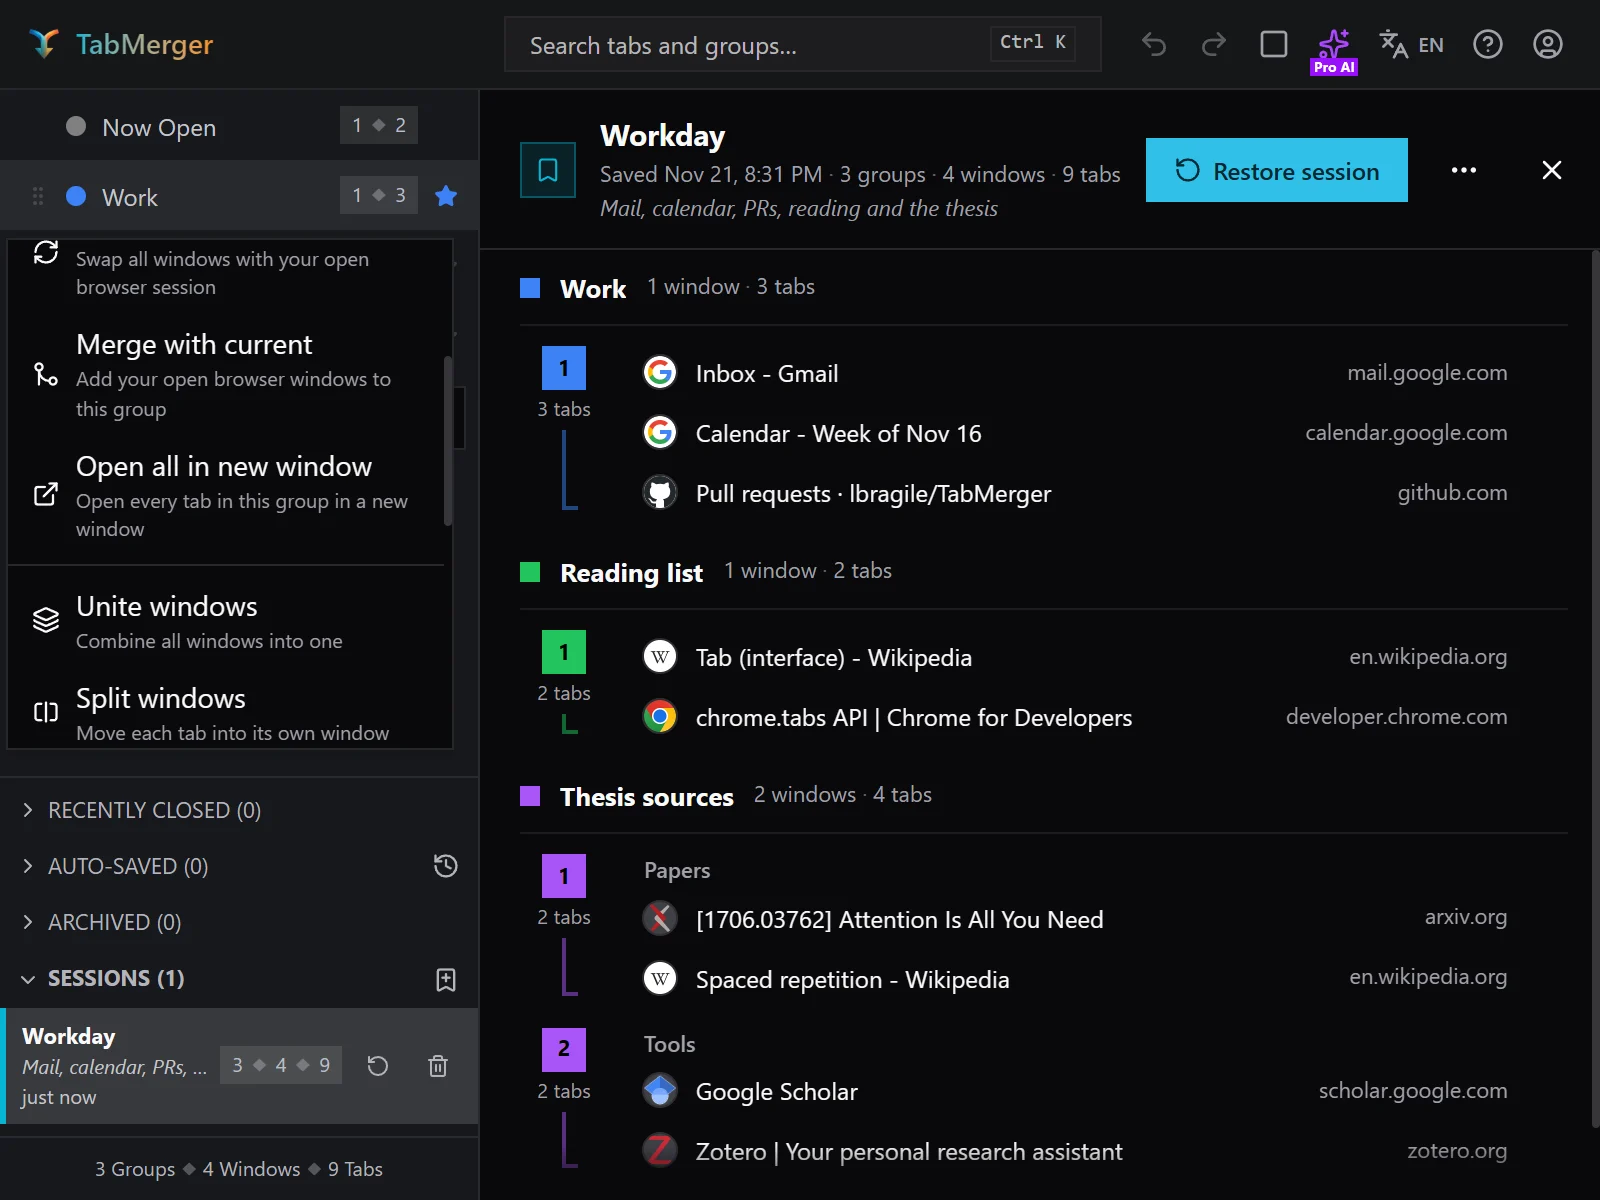 TabMerger
Search tabs and groups...
Ctrl K
Pro AI
EN
Now Open
1 ◆ 2
Work
1 ◆ 3
Swap all windows with your open
browser session
Merge with current
Add your open browser windows to
this group
Open all in new window
Open every tab in this group in a new
window
Unite windows
Combine all windows into one
Split windows
Move each tab into its own window
RECENTLY CLOSED (0)
AUTO-SAVED (0)
ARCHIVED (0)
SESSIONS (1)
Workday
Mail, calendar, PRs, ...
3 ◆ 4 ◆ 9
just now
3 Groups ◆ 4 Windows ◆ 9 Tabs
Workday
Saved Nov 21, 8:31 PM · 3 groups · 4 windows · 9 tabs
Mail, calendar, PRs, reading and the thesis
Restore session
Work
1 window · 3 tabs
1
3 tabs
Inbox - Gmail
mail.google.com
Calendar - Week of Nov 16
calendar.google.com
Pull requests · lbragile/TabMerger
github.com
Reading list
1 window · 2 tabs
1
2 tabs
W
Tab (interface) - Wikipedia
en.wikipedia.org
chrome.tabs API | Chrome for Developers
developer.chrome.com
Thesis sources
2 windows · 4 tabs
1
2 tabs
Papers
[1706.03762] Attention Is All You Need
arxiv.org
W
Spaced repetition - Wikipedia
en.wikipedia.org
2
2 tabs
Tools
Google Scholar
scholar.google.com
Z
Zotero | Your personal research assistant
zotero.org